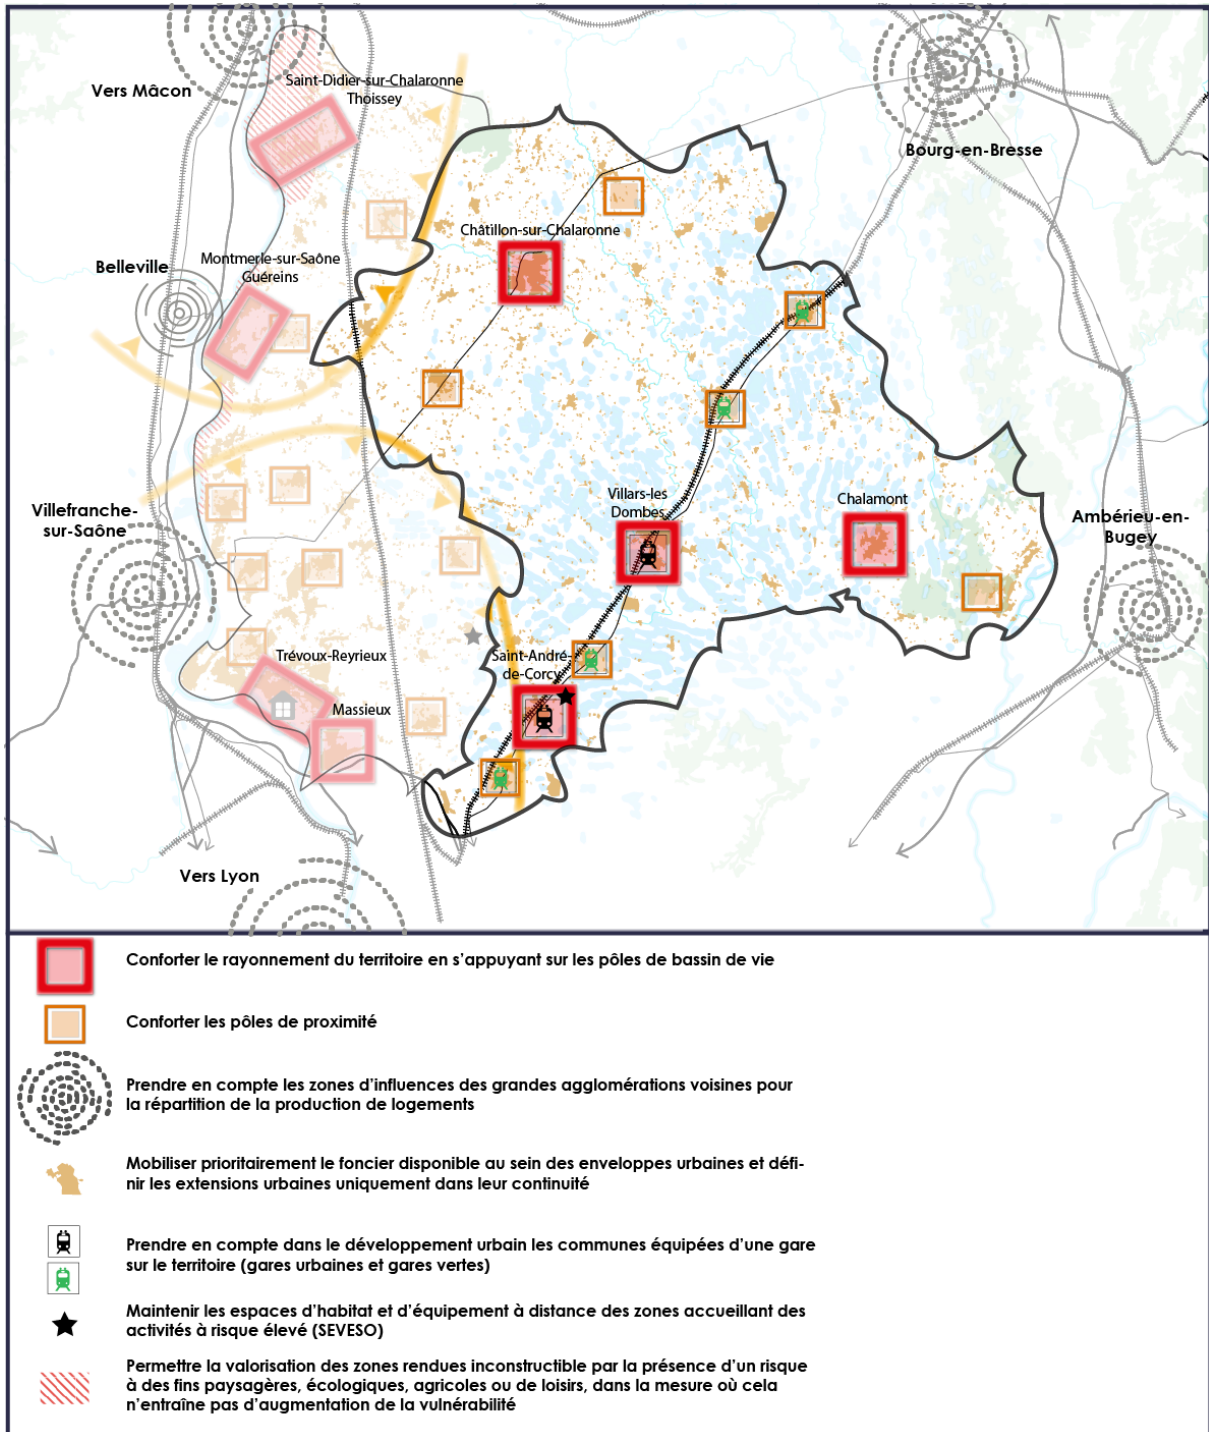 Saint-Didier-sur-Chalaronne
Thoissey
Vers Mâcon
Bourg-en-Bresse
Châtillon-sur-Chalaronne
Montmerle-sur-Saône
Guéreins
Belleville
Villars-les
Dombes
Chalamont
Villefranche-
sur-Saône
Ambérieu-en-
Bugey
Saint-André-
de-Corcy
Trévoux-Reyrieux
Massieux
Vers Lyon
Conforter le rayonnement du territoire en s'appuyant sur les pôles de bassin de vie
Conforter les pôles de proximité
Prendre en compte les zones d'influences des grandes agglomérations voisines pour
la répartition de la production de logements
Mobiliser prioritairement le foncier disponible au sein des enveloppes urbaines et défi-
nir les extensions urbaines uniquement dans leur continuité
Prendre en compte dans le développement urbain les communes équipées d'une gare
sur le territoire (gares urbaines et gares vertes)
Maintenir les espaces d'habitat et d'équipement à distance des zones accueillant des
activités à risque élevé (SEVESO)
Permettre la valorisation des zones rendues inconstructible par la présence d'un risque
à des fins paysagères, écologiques, agricoles ou de loisirs, dans la mesure où cela
n'entraîne pas d'augmentation de la vulnérabilité